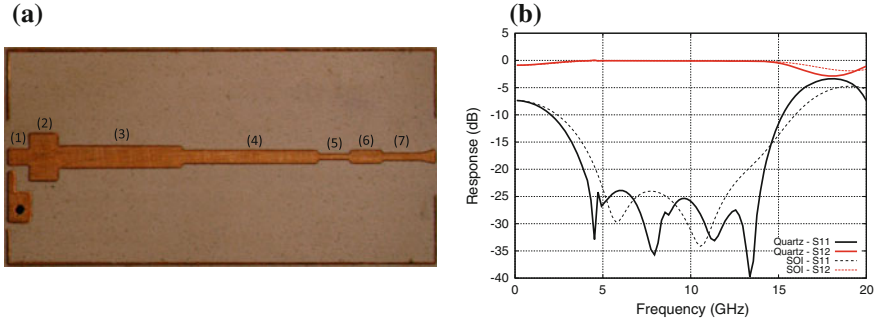 (a)
(1)
(2)
(3)
(4)
(5)
(6)
(7)
(b)
Response (dB)
5
0
-5
-10
-15
-20
-25
-30
-35
-40
0
5
10
15
20
Frequency (GHz)
Quartz - S11
Quartz - S12
SOI - S11
SOI - S12